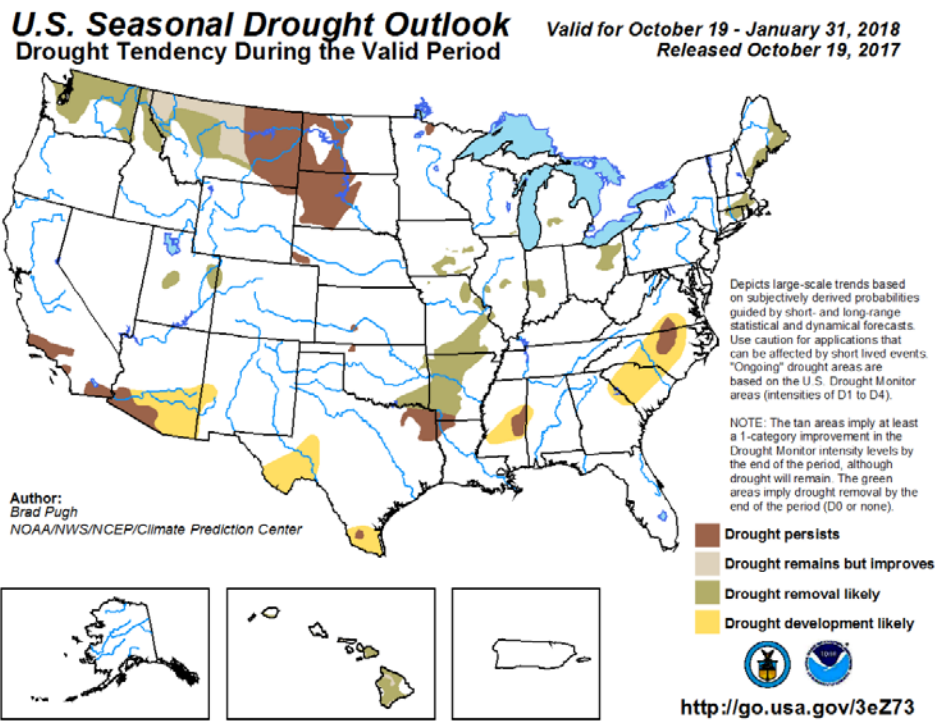 U.S. Seasonal Drought Outlook
Drought Tendency During the Valid Period
Valid for October 19 - January 31, 2018
Released October 19, 2017
Depicts large-scale trends based
on subjectively derived probabilities
guided by short- and long-range
statistical and dynamical forecasts.
Use caution for applications that
can be affected by short lived events.
"Ongoing" drought areas are
based on the U.S. Drought Monitor
areas (intensities of D1 to D4).
NOTE: The tan areas imply at least
a 1-category improvement in the
Drought Monitor intensity levels by
the end of the period, although
drought will remain. The green
areas imply drought removal by the
end of the period (D0 or none).
Author:
Brad Pugh
NOAA/NWS/NCEP/Climate Prediction Center
Drought persists
Drought remains but improves
Drought removal likely
Drought development likely
http://go.usa.gov/3eZ73